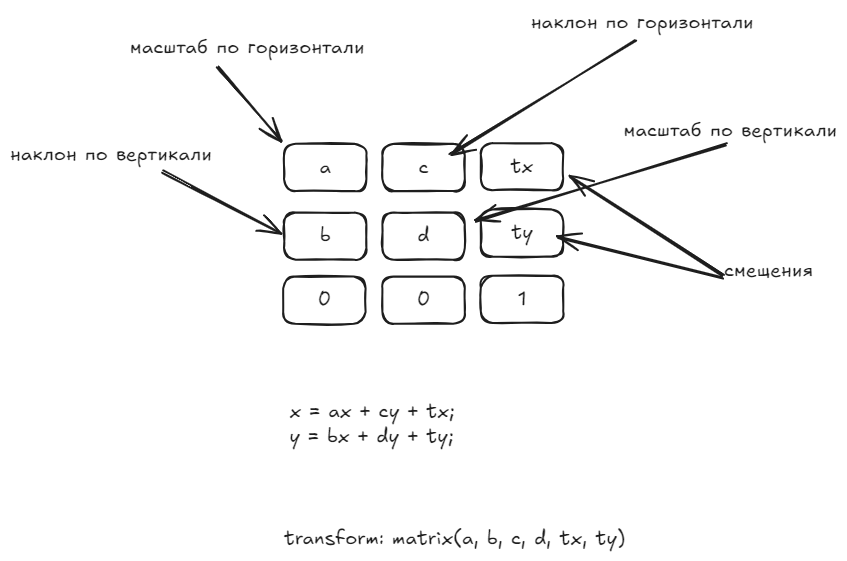 наклон по горизонтали
масштаб по горизонтали
масштаб по вертикали
наклон по вертикали
a c tx
b d ty
смещения
0 0 1
x = ax + cy + tx;
y = bx + dy + ty;
transform: matrix(a, b, c, d, tx, ty)